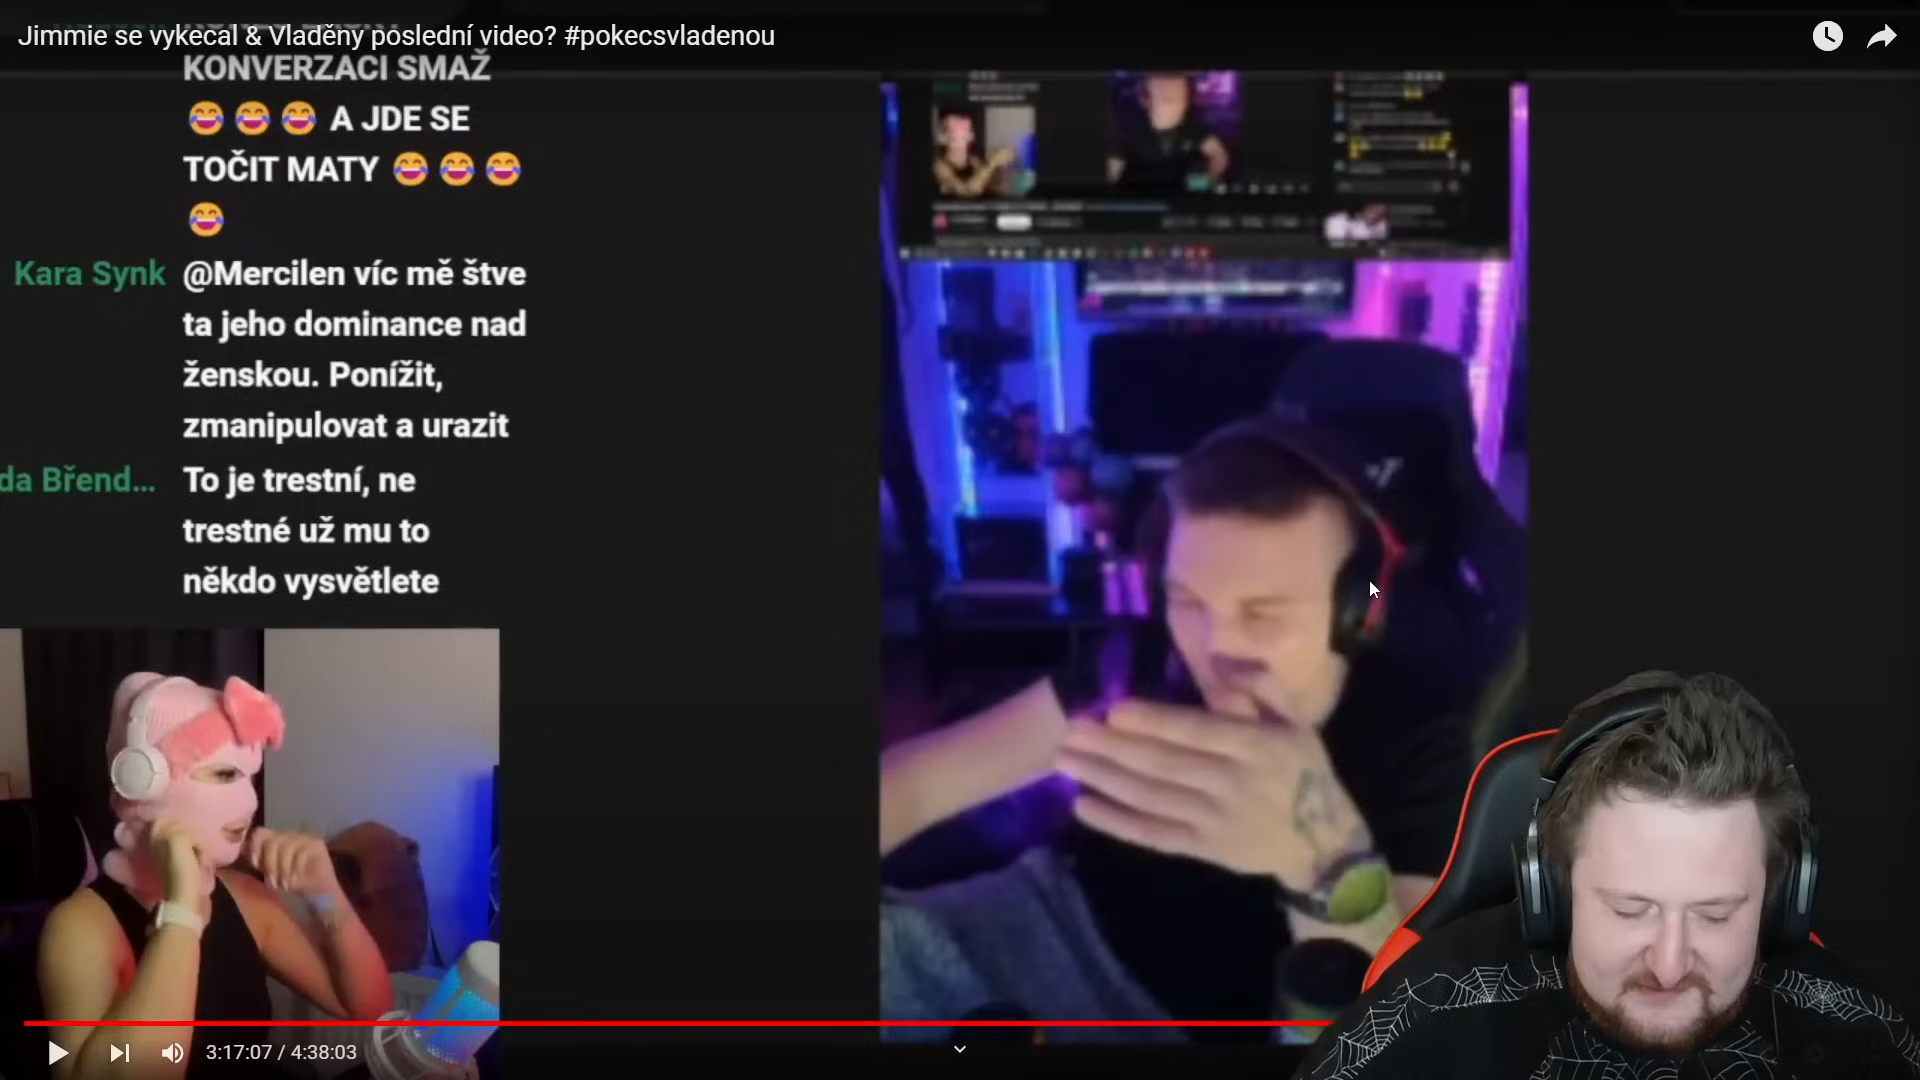 Jimmie se vykecal & Vladěny poslední video? #pokecsvladenou
KONVERZACI SMAŽ
😂 😂 😂 A JDE SE
TOČIT MATY 😂 😂 😂
😂
Kara Synk @Mercilen víc mě štve
ta jeho dominance nad
ženskou. Ponížit,
zmanipulovat a urazit
da Břend... To je trestní, ne
trestné už mu to
někdo vysvětlete
3:17:07 / 4:38:03